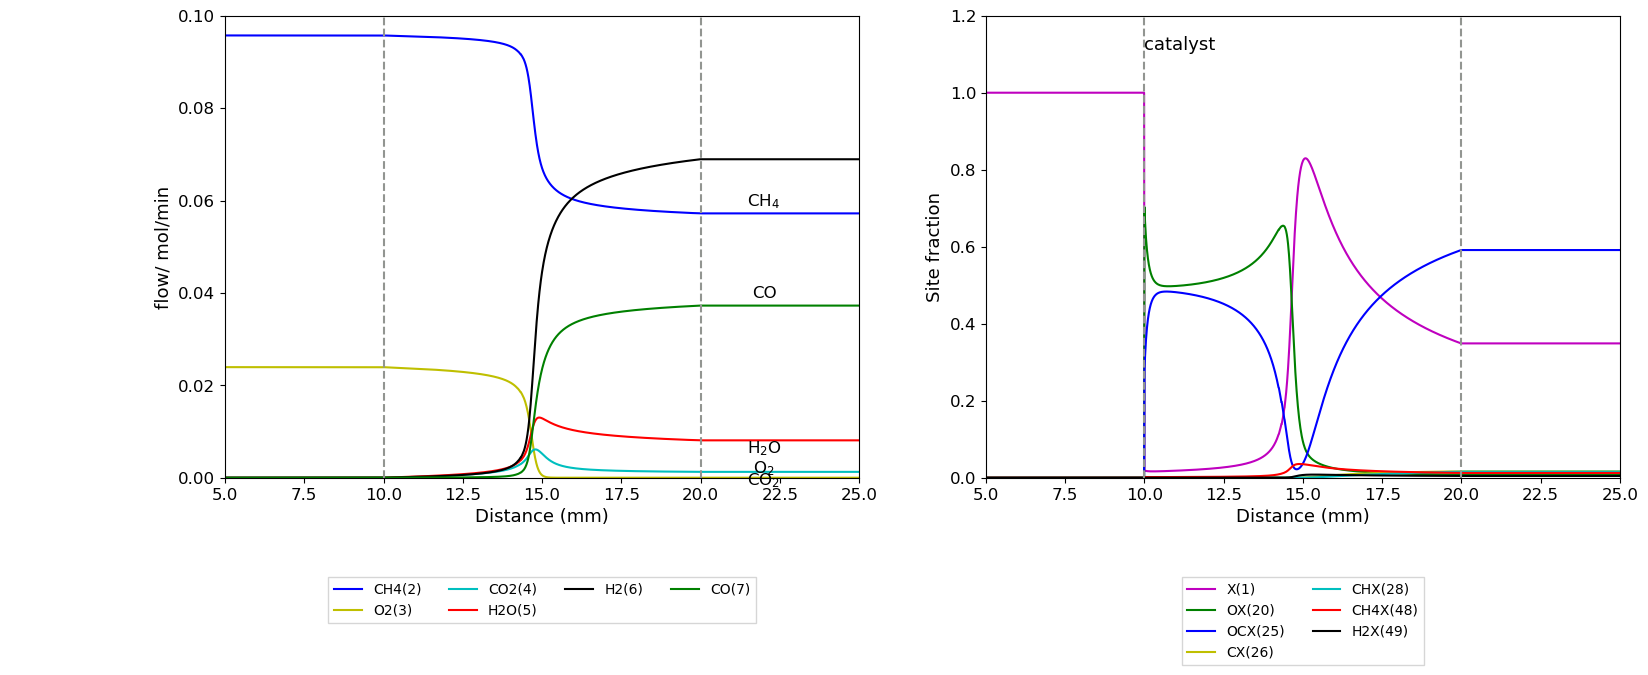 0.10
0.08
0.06
0.04
0.02
0.00
flow/ mol/min
CH₄
CO
H₂O
O₂
CO₂
5.0 7.5 10.0 12.5 15.0 17.5 20.0 22.5 25.0
Distance (mm)
CH4(2) CO2(4) H2(6) CO(7)
O2(3) H2O(5)
1.2
1.0
0.8
0.6
0.4
0.2
0.0
Site fraction
catalyst
5.0 7.5 10.0 12.5 15.0 17.5 20.0 22.5 25.0
Distance (mm)
X(1) CHX(28)
OX(20) CH4X(48)
OCX(25) H2X(49)
CX(26)